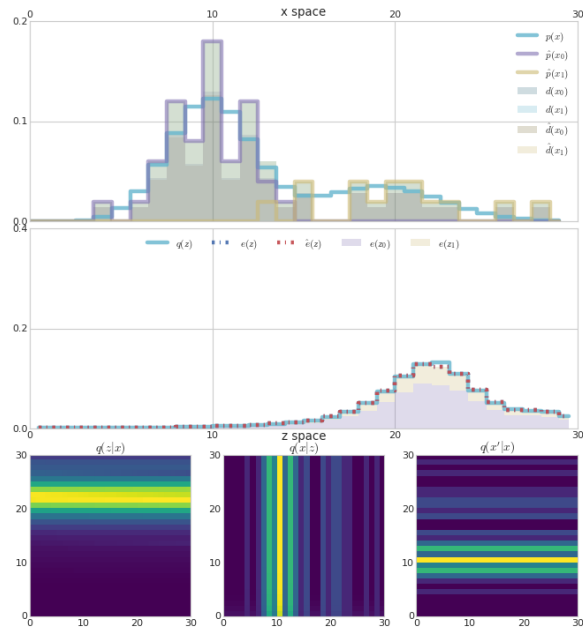 x space
0.2
0.1
0.0
0 10 20 30
p(x)
p̂(x₀)
p̂(x₁)
d(x₀)
d(x₁)
d̂(x₀)
d̂(x₁)
0.4
0.2
0.0
q(z) e(z) ê(z) e(z₀) e(z₁)
0 10 20 30
z space
q(z|x) q(x|z) q(x′|x)
30 30 30
20 20 20
10 10 10
0 0 0
0 10 20 30 0 10 20 30 0 10 20 30